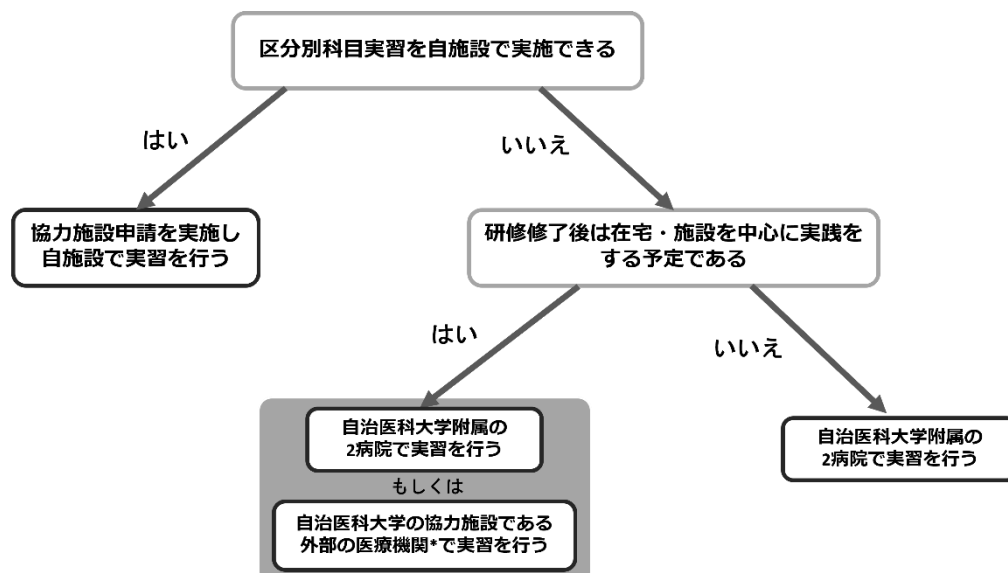 区分別科目実習を自施設で実施できる
はい
いいえ
協力施設申請を実施し
自施設で実習を行う
研修修了後は在宅・施設を中心に実践を
する予定である
はい
いいえ
自治医科大学附属の
2病院で実習を行う
もしくは
自治医科大学の協力施設である
外部の医療機関*で実習を行う
自治医科大学附属の
2病院で実習を行う